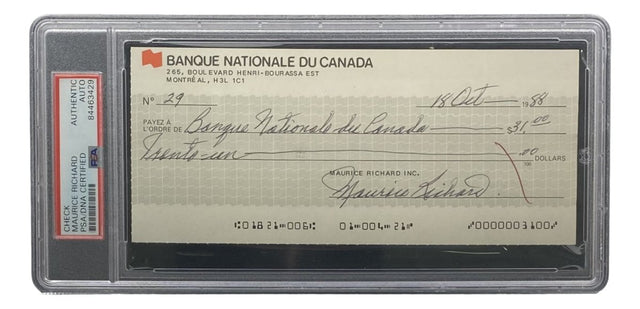 CHECK
MAURICE RICHARD
PSA/DNA CERTIFIED
AUTHENTIC
AUTO
84463429
PSA
BANQUE NATIONALE DU CANADA
265, BOULEVARD HENRI-BOURASSA EST
MONTRÉAL, H3L 1C1
Nº 29
18 Oct 1988
PAYEZ À
L'ORDRE DE Banque Nationale du Canada $31.00
Trente-un .00/100 DOLLARS
MAURICE RICHARD INC.
Maurice Richard
⑆01821⑉006⑆ 01⑉004⑉21⑈ ⑈0000003100⑈